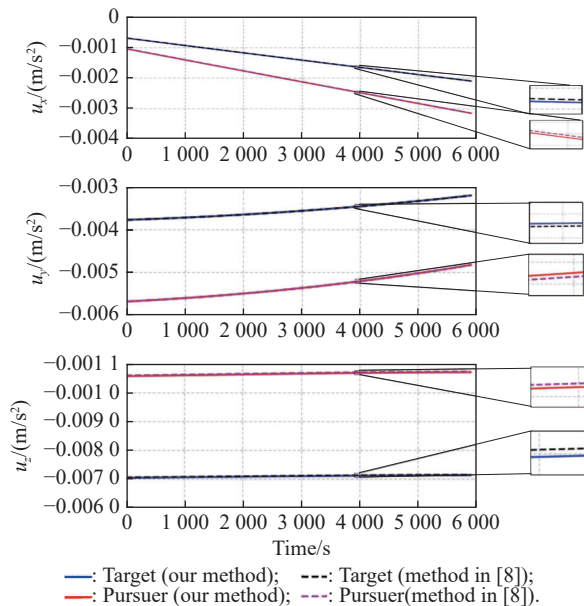 0
−0.001
−0.002
−0.003
−0.004
uₓ/(m/s²)
0 1 000 2 000 3 000 4 000 5 000 6 000
−0.003
−0.005
−0.006
u_y/(m/s²)
0 1 000 2 000 3 000 4 000 5 000 6 000
−0.001 1
−0.001 0
−0.009 0
−0.008 0
−0.007 0
−0.006 0
u_z/(m/s²)
0 1 000 2 000 3 000 4 000 5 000 6 000
Time/s
: Target (our method); : Target (method in [8]);
: Pursuer (our method); : Pursuer(method in [8]).